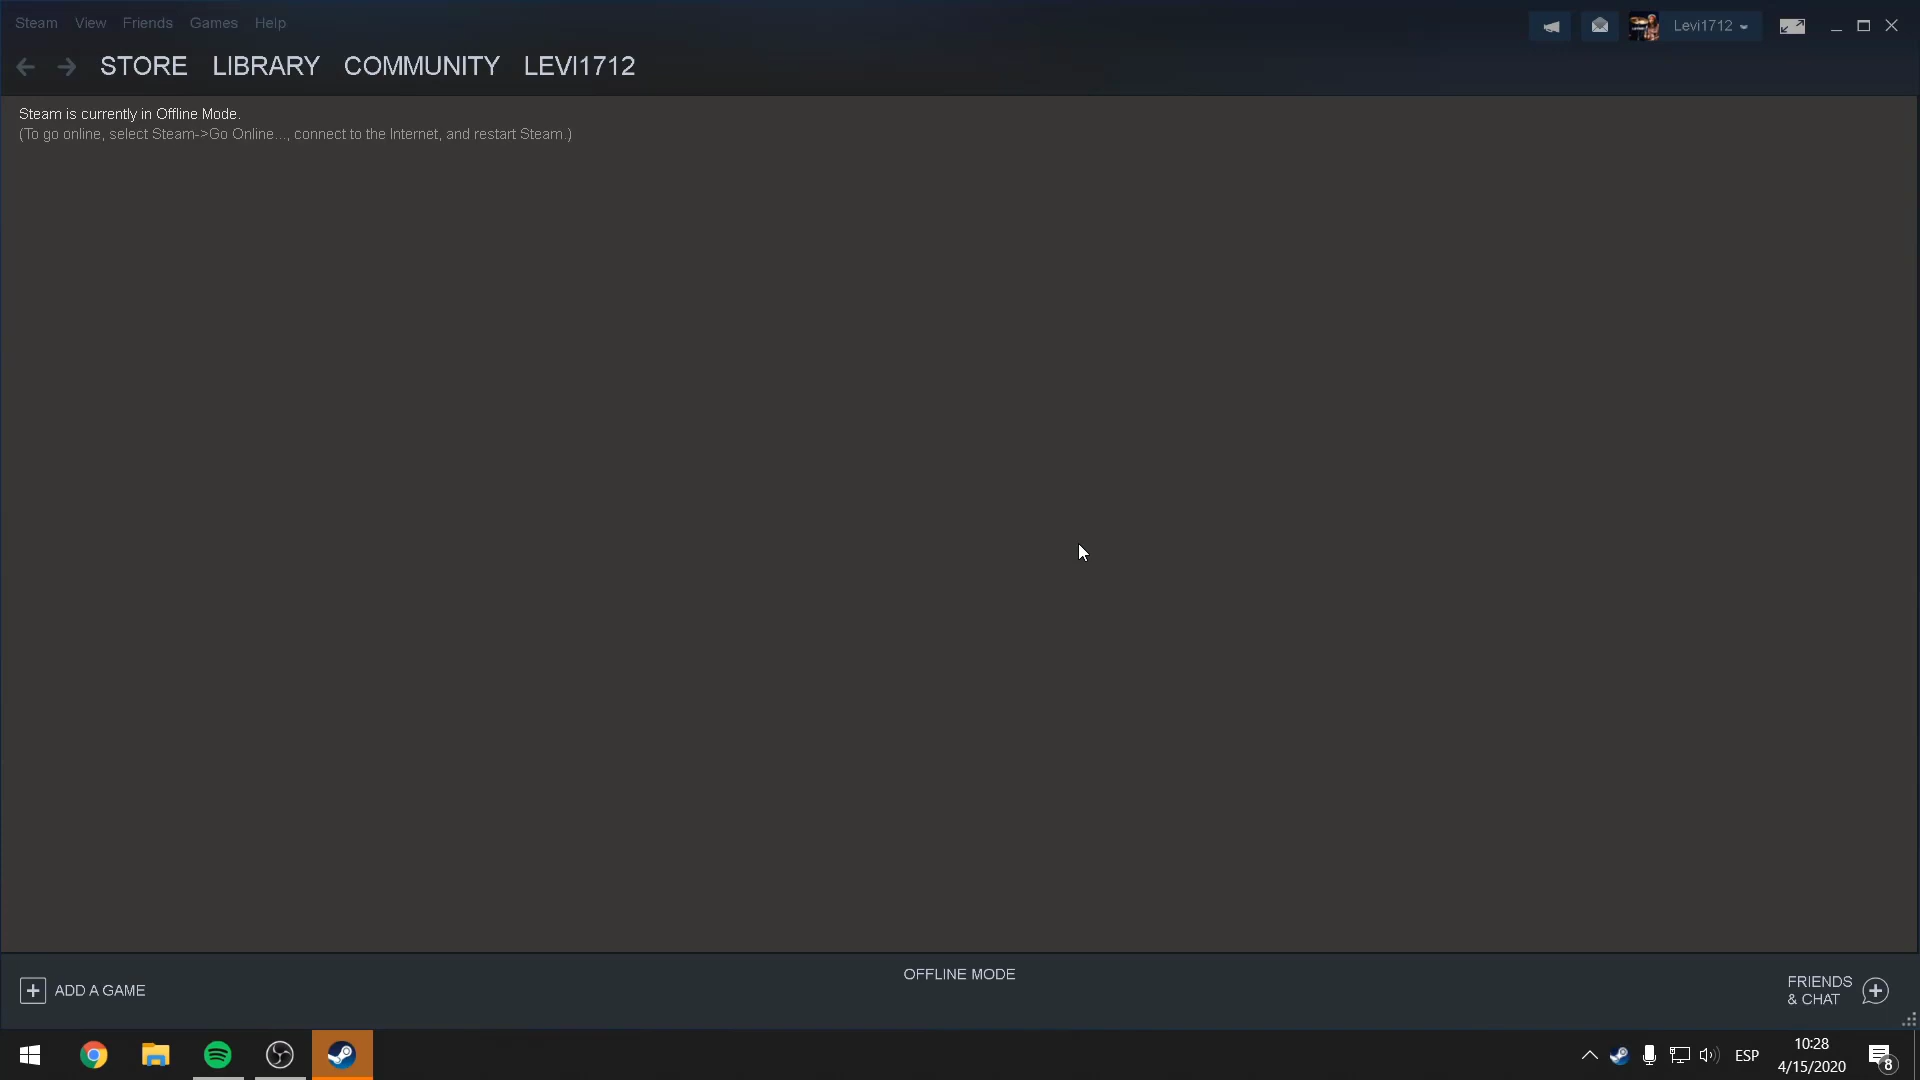 Steam View Friends Games Help
Levi1712
STORE LIBRARY COMMUNITY LEVI1712
Steam is currently in Offline Mode.
(To go online, select Steam->Go Online..., connect to the Internet, and restart Steam.)
ADD A GAME
OFFLINE MODE
FRIENDS
& CHAT
ESP
10:28
4/15/2020
8